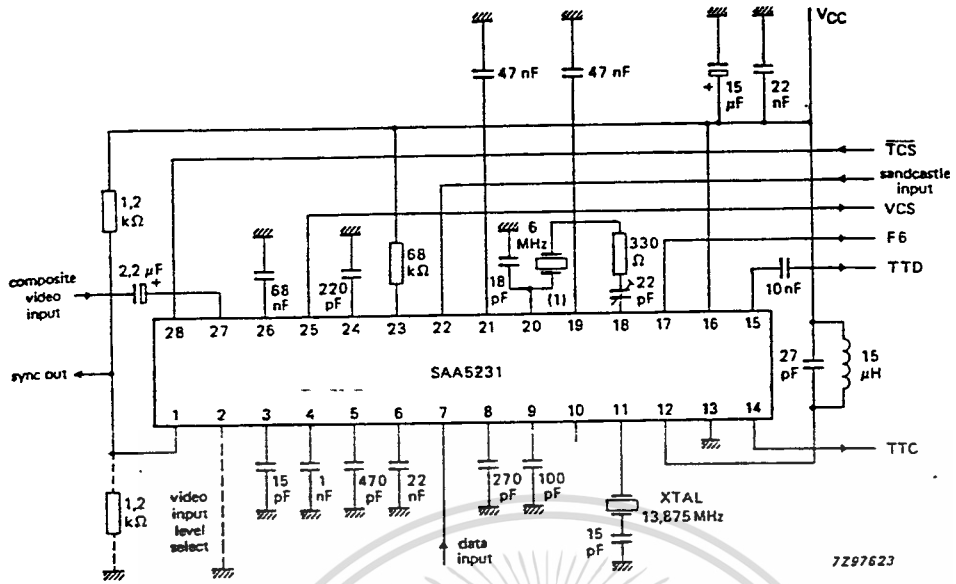 VCC
47 nF
47 nF
+
15
µF
22
nF
TCS
sandcastle
input
VCS
F6
TTD
10nF
1,2
kΩ
2,2 µF
+
composite
video
input
68
nF
220
pF
68
kΩ
18
pF
6
MHz
(1)
330
Ω
22
pF
28 27 26 25 24 23 22 21 20 19 18 17 16 15
sync out
SAA5231
27
pF
15
µH
1 2 3 4 5 6 7 8 9 10 11 12 13 14
TTC
1,2
kΩ
video
input
level
select
15
pF
1
nF
470
pF
22
nF
data
input
270
pF
100
pF
XTAL
13,875 MHz
15
pF
7Z97623